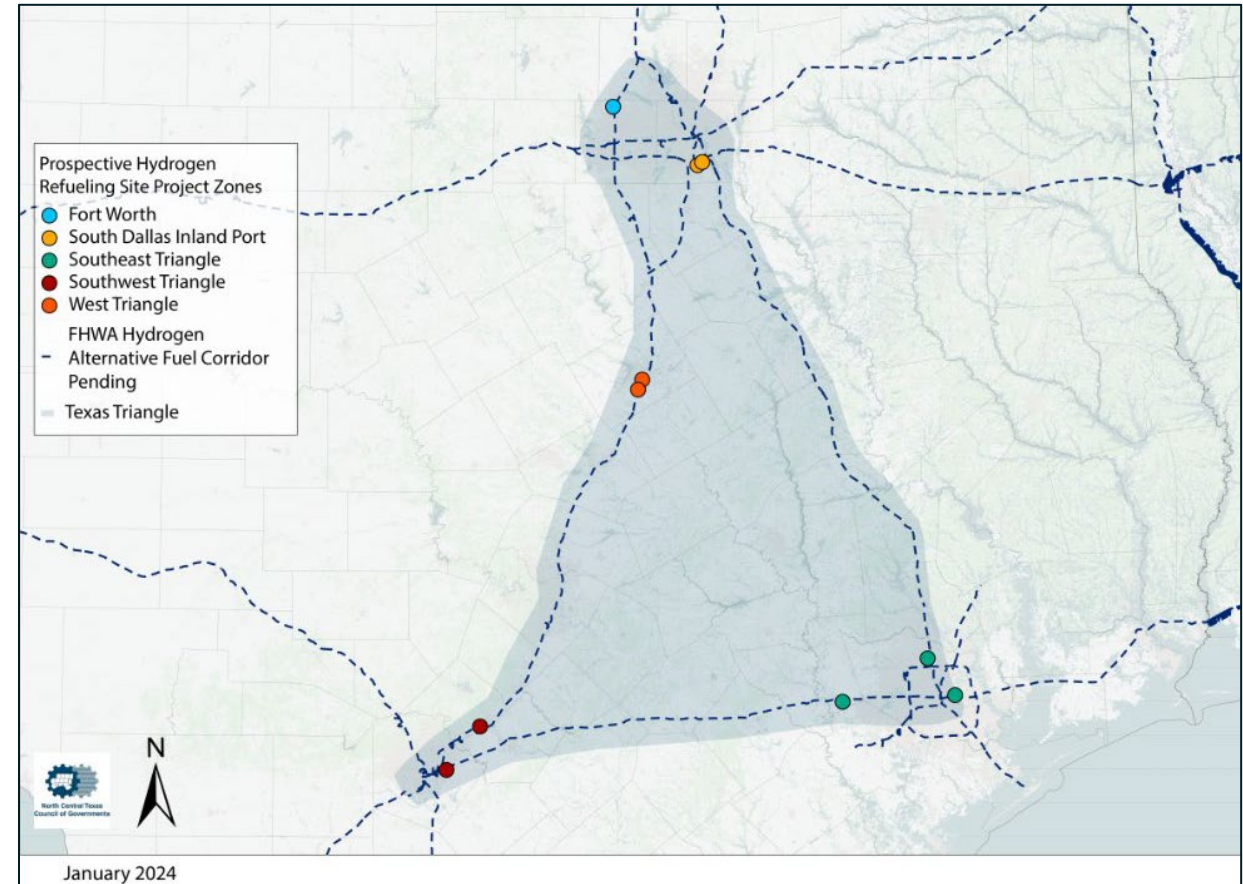 Prospective Hydrogen
Refueling Site Project Zones
Fort Worth
South Dallas Inland Port
Southeast Triangle
Southwest Triangle
West Triangle
FHWA Hydrogen
Alternative Fuel Corridor
Pending
Texas Triangle
N
North Central Texas
Council of Governments
January 2024